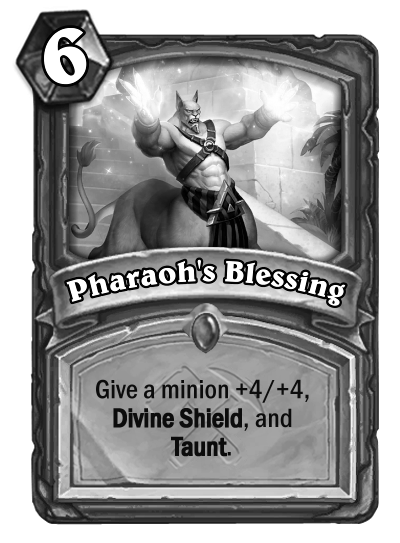 6
Pharaoh's Blessing
Give a minion +4/+4,
Divine Shield, and
Taunt.